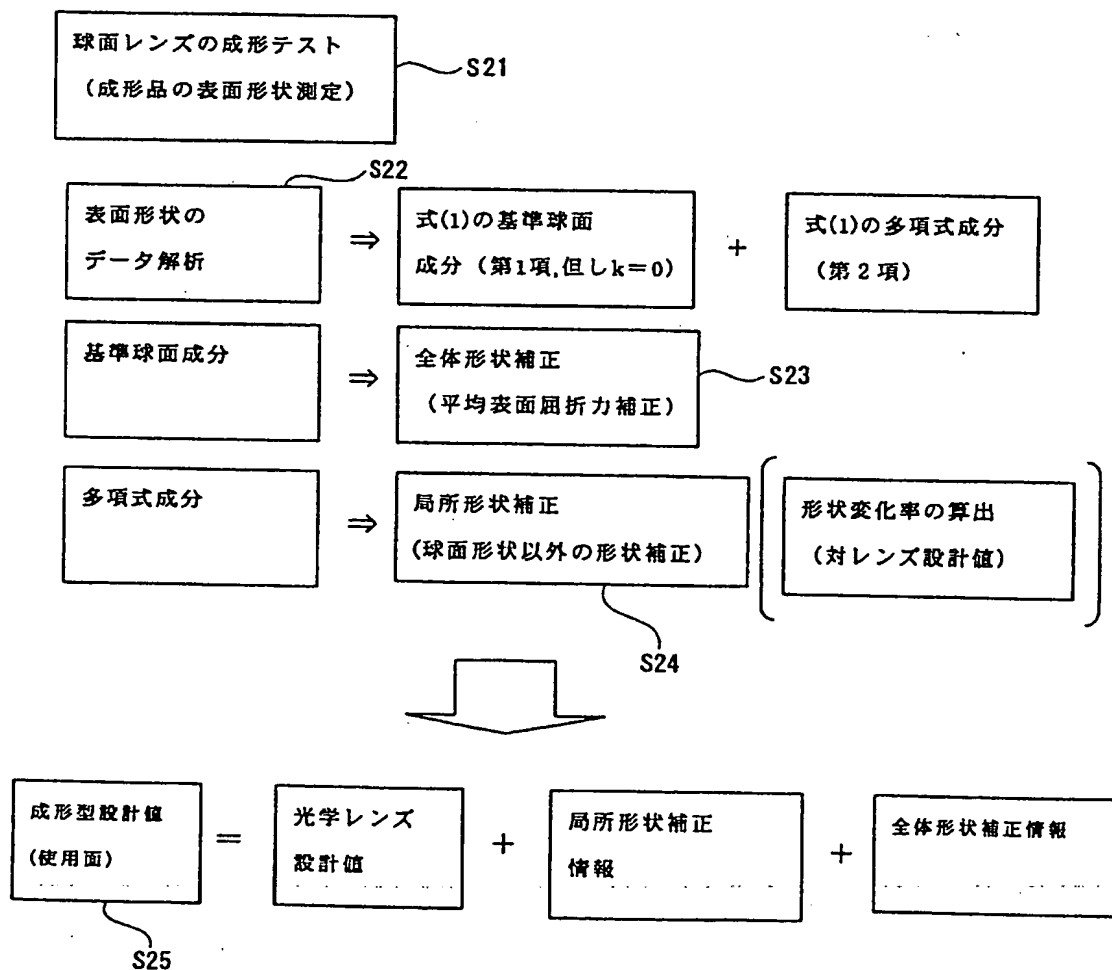 球面レンズの成形テスト
(成形品の表面形状測定)
S21
S22
表面形状の
データ解析
⇒
式(1)の基準球面
成分(第1項,但しk=0)
+
式(1)の多項式成分
(第2項)
基準球面成分
⇒
全体形状補正
(平均表面屈折力補正)
S23
多項式成分
⇒
局所形状補正
(球面形状以外の形状補正)
形状変化率の算出
(対レンズ設計値)
S24
成形型設計値
(使用面)
=
光学レンズ
設計値
+
局所形状補正
情報
+
全体形状補正情報
S25